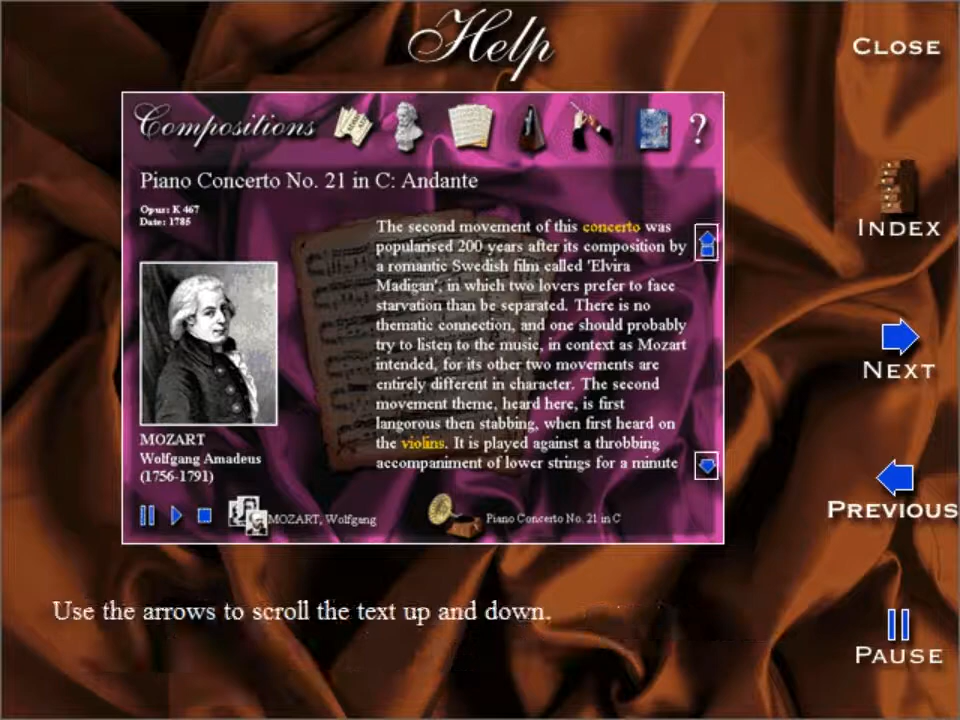 Help
CLOSE
Compositions
?
Piano Concerto No. 21 in C: Andante
Opus: K 467
Date: 1785
The second movement of this concerto was
popularised 200 years after its composition by
a romantic Swedish film called 'Elvira
Madigan', in which two lovers prefer to face
starvation than be separated. There is no
thematic connection, and one should probably
try to listen to the music, in context as Mozart
intended, for its other two movements are
entirely different in character. The second
movement theme, heard here, is first
langorous then stabbing, when first heard on
the violins. It is played against a throbbing
accompaniment of lower strings for a minute
MOZART
Wolfgang Amadeus
(1756-1791)
MOZART, Wolfgang
Piano Concerto No. 21 in C
INDEX
NEXT
PREVIOUS
PAUSE
Use the arrows to scroll the text up and down.